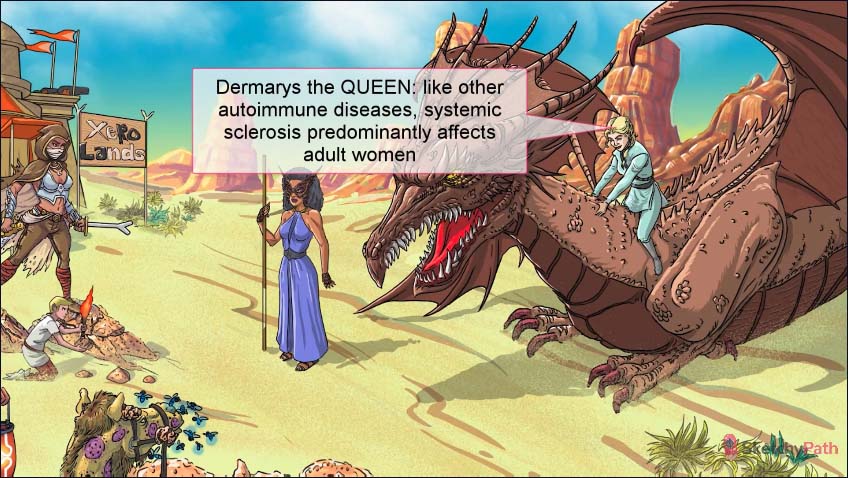 Dermarys the QUEEN: like other
autoimmune diseases, systemic
sclerosis predominantly affects
adult women
Xero
Lands
SketchyPath